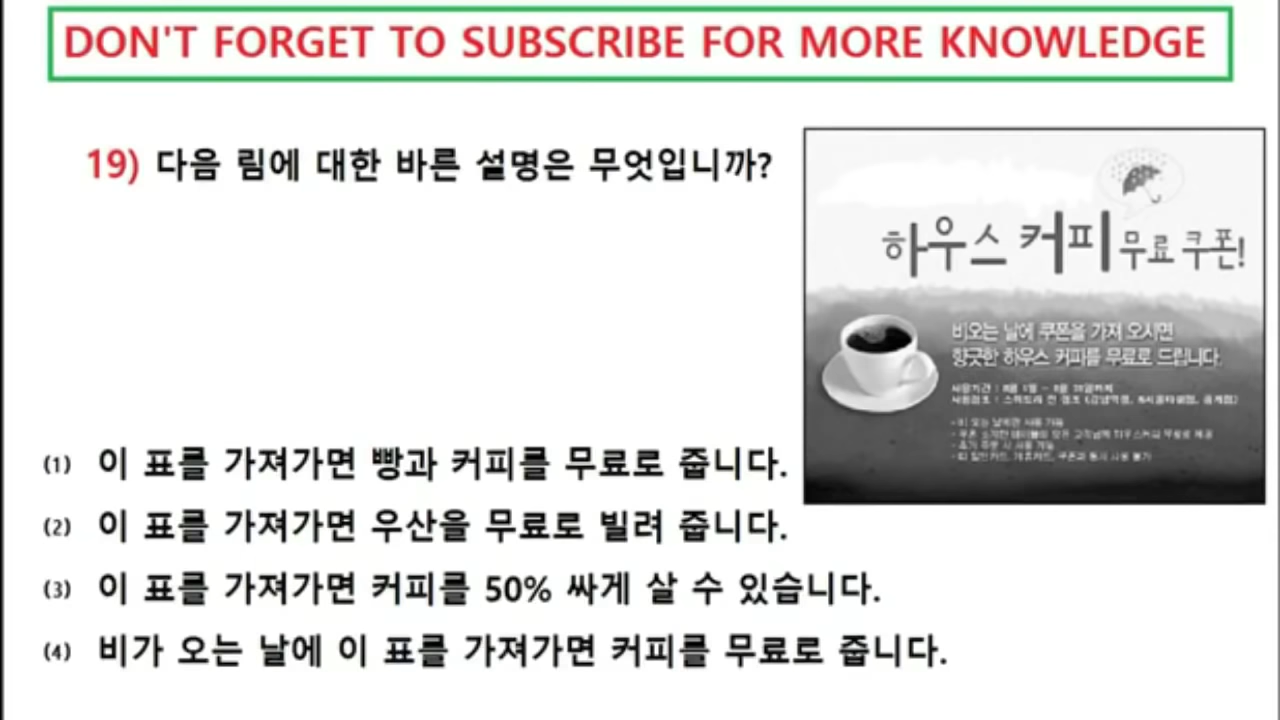 DON'T FORGET TO SUBSCRIBE FOR MORE KNOWLEDGE
19) 다음 림에 대한 바른 설명은 무엇입니까?
하우스 커피 무료 쿠폰!
비오는 날에 쿠폰을 가져 오시면
향긋한 하우스 커피를 무료로 드립니다.
(1) 이 표를 가져가면 빵과 커피를 무료로 줍니다.
(2) 이 표를 가져가면 우산을 무료로 빌려 줍니다.
(3) 이 표를 가져가면 커피를 50% 싸게 살 수 있습니다.
(4) 비가 오는 날에 이 표를 가져가면 커피를 무료로 줍니다.